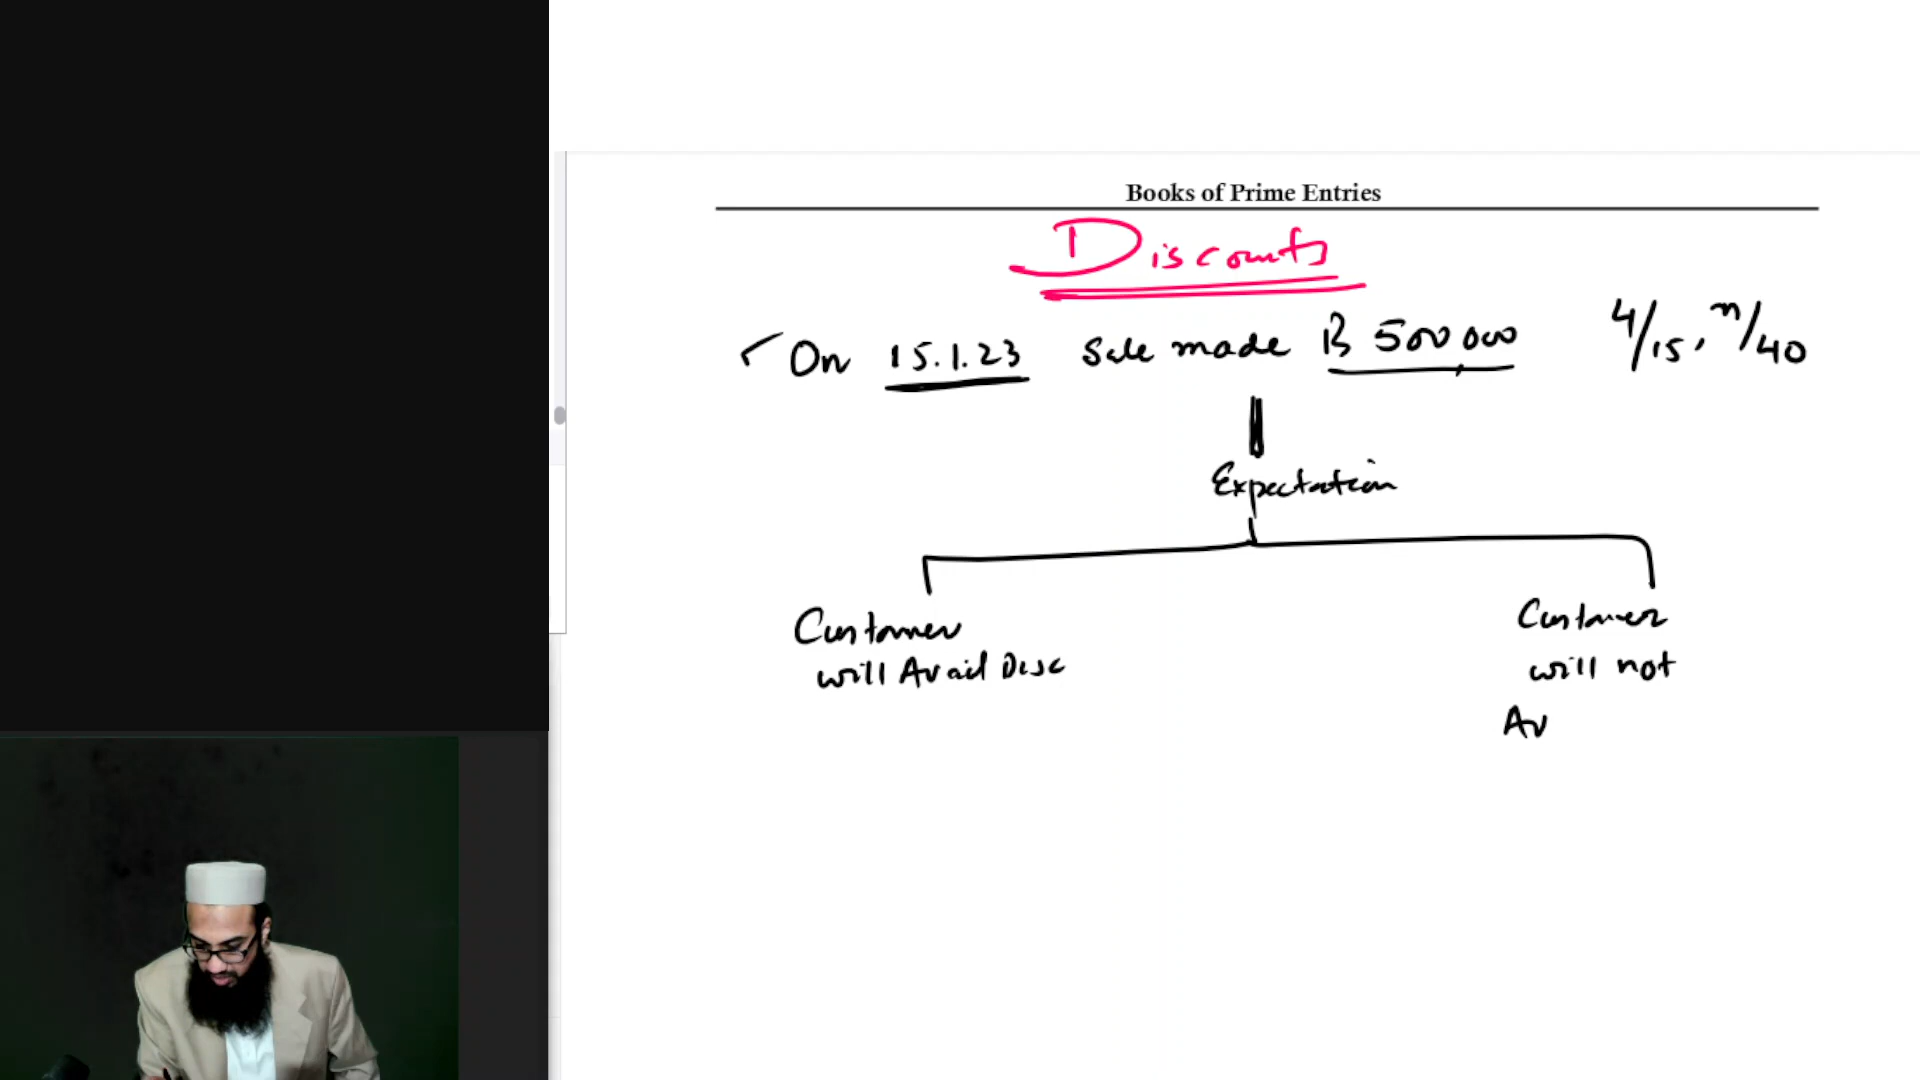 Books of Prime Entries
Discounts
On 15.1.23 Sale made Rs 500,000 4/15, n/40
Expectation
Customer
will Avail Disc
Customer
will not
Av